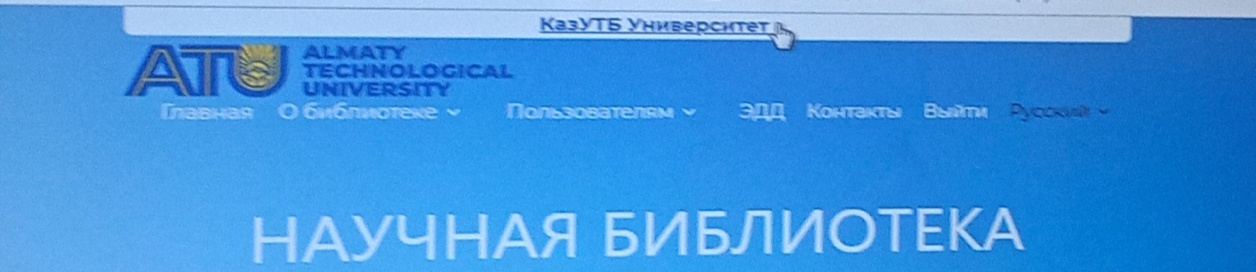 КазУТБ Университет
ATU ALMATY
TECHNOLOGICAL
UNIVERSITY
Главная О библиотеке Пользователям ЭДД Контакты Выйти Русский
НАУЧНАЯ БИБЛИОТЕКА